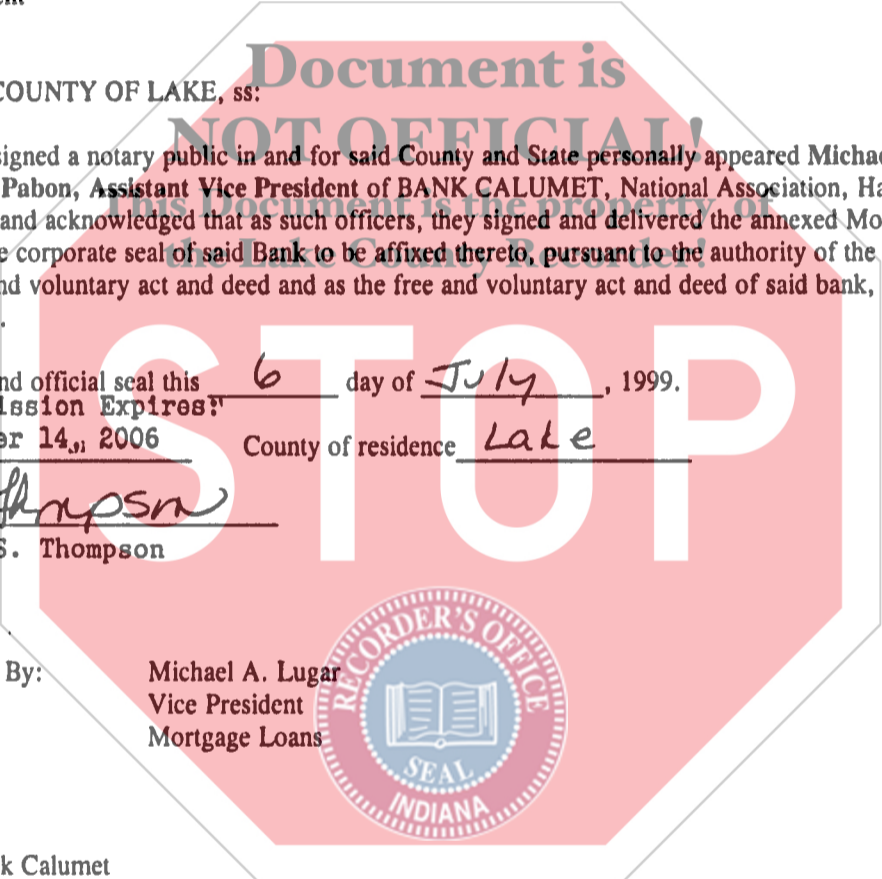 Document is
COUNTY OF LAKE, ss:
NOT OFFICIAL!
signed a notary public in and for said County and State personally appeared Michae
Pabon, Assistant Vice President of BANK CALUMET, National Association, Ha
This Document is the property of
and acknowledged that as such officers, they signed and delivered the annexed Mo
e corporate seal of said Bank to be affixed thereto, pursuant to the authority of the
the Lake County Recorder!
nd voluntary act and deed and as the free and voluntary act and deed of said bank,
.
STOP
nd official seal this 6 day of July, 1999.
ission Expires:
er 14, 2006 County of residence Lake
Thompson
S. Thompson
RECORDER'S OFFICE
By: Michael A. Lugar
Vice President
Mortgage Loans
SEAL
INDIANA
k Calumet